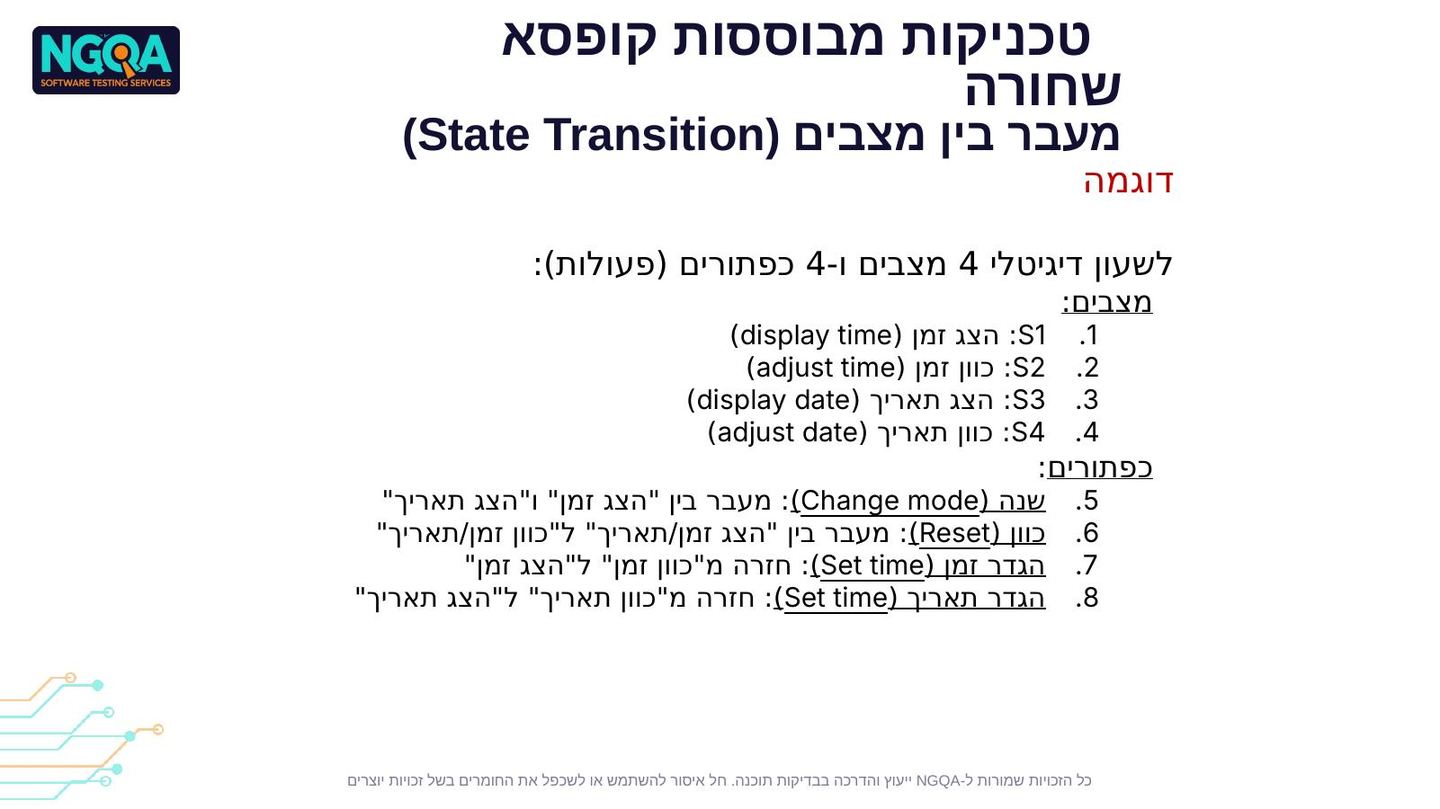 NGQA
SOFTWARE TESTING SERVICES
טכניקות מבוססות קופסא
שחורה
מעבר בין מצבים (State Transition)
דוגמה
לשעון דיגיטלי 4 מצבים ו-4 כפתורים (פעולות):
מצבים:
1. S1: הצג זמן (display time)
2. S2: כוון זמן (adjust time)
3. S3: הצג תאריך (display date)
4. S4: כוון תאריך (adjust date)
כפתורים:
5. שנה (Change mode): מעבר בין "הצג זמן" ו"הצג תאריך"
6. כוון (Reset): מעבר בין "הצג זמן/תאריך" ל"כוון זמן/תאריך"
7. הגדר זמן (Set time): חזרה מ"כוון זמן" ל"הצג זמן"
8. הגדר תאריך (Set time): חזרה מ"כוון תאריך" ל"הצג תאריך"
כל הזכויות שמורות ל-NGQA ייעוץ והדרכה בבדיקות תוכנה. חל איסור להשתמש או לשכפל את החומרים בשל זכויות יוצרים